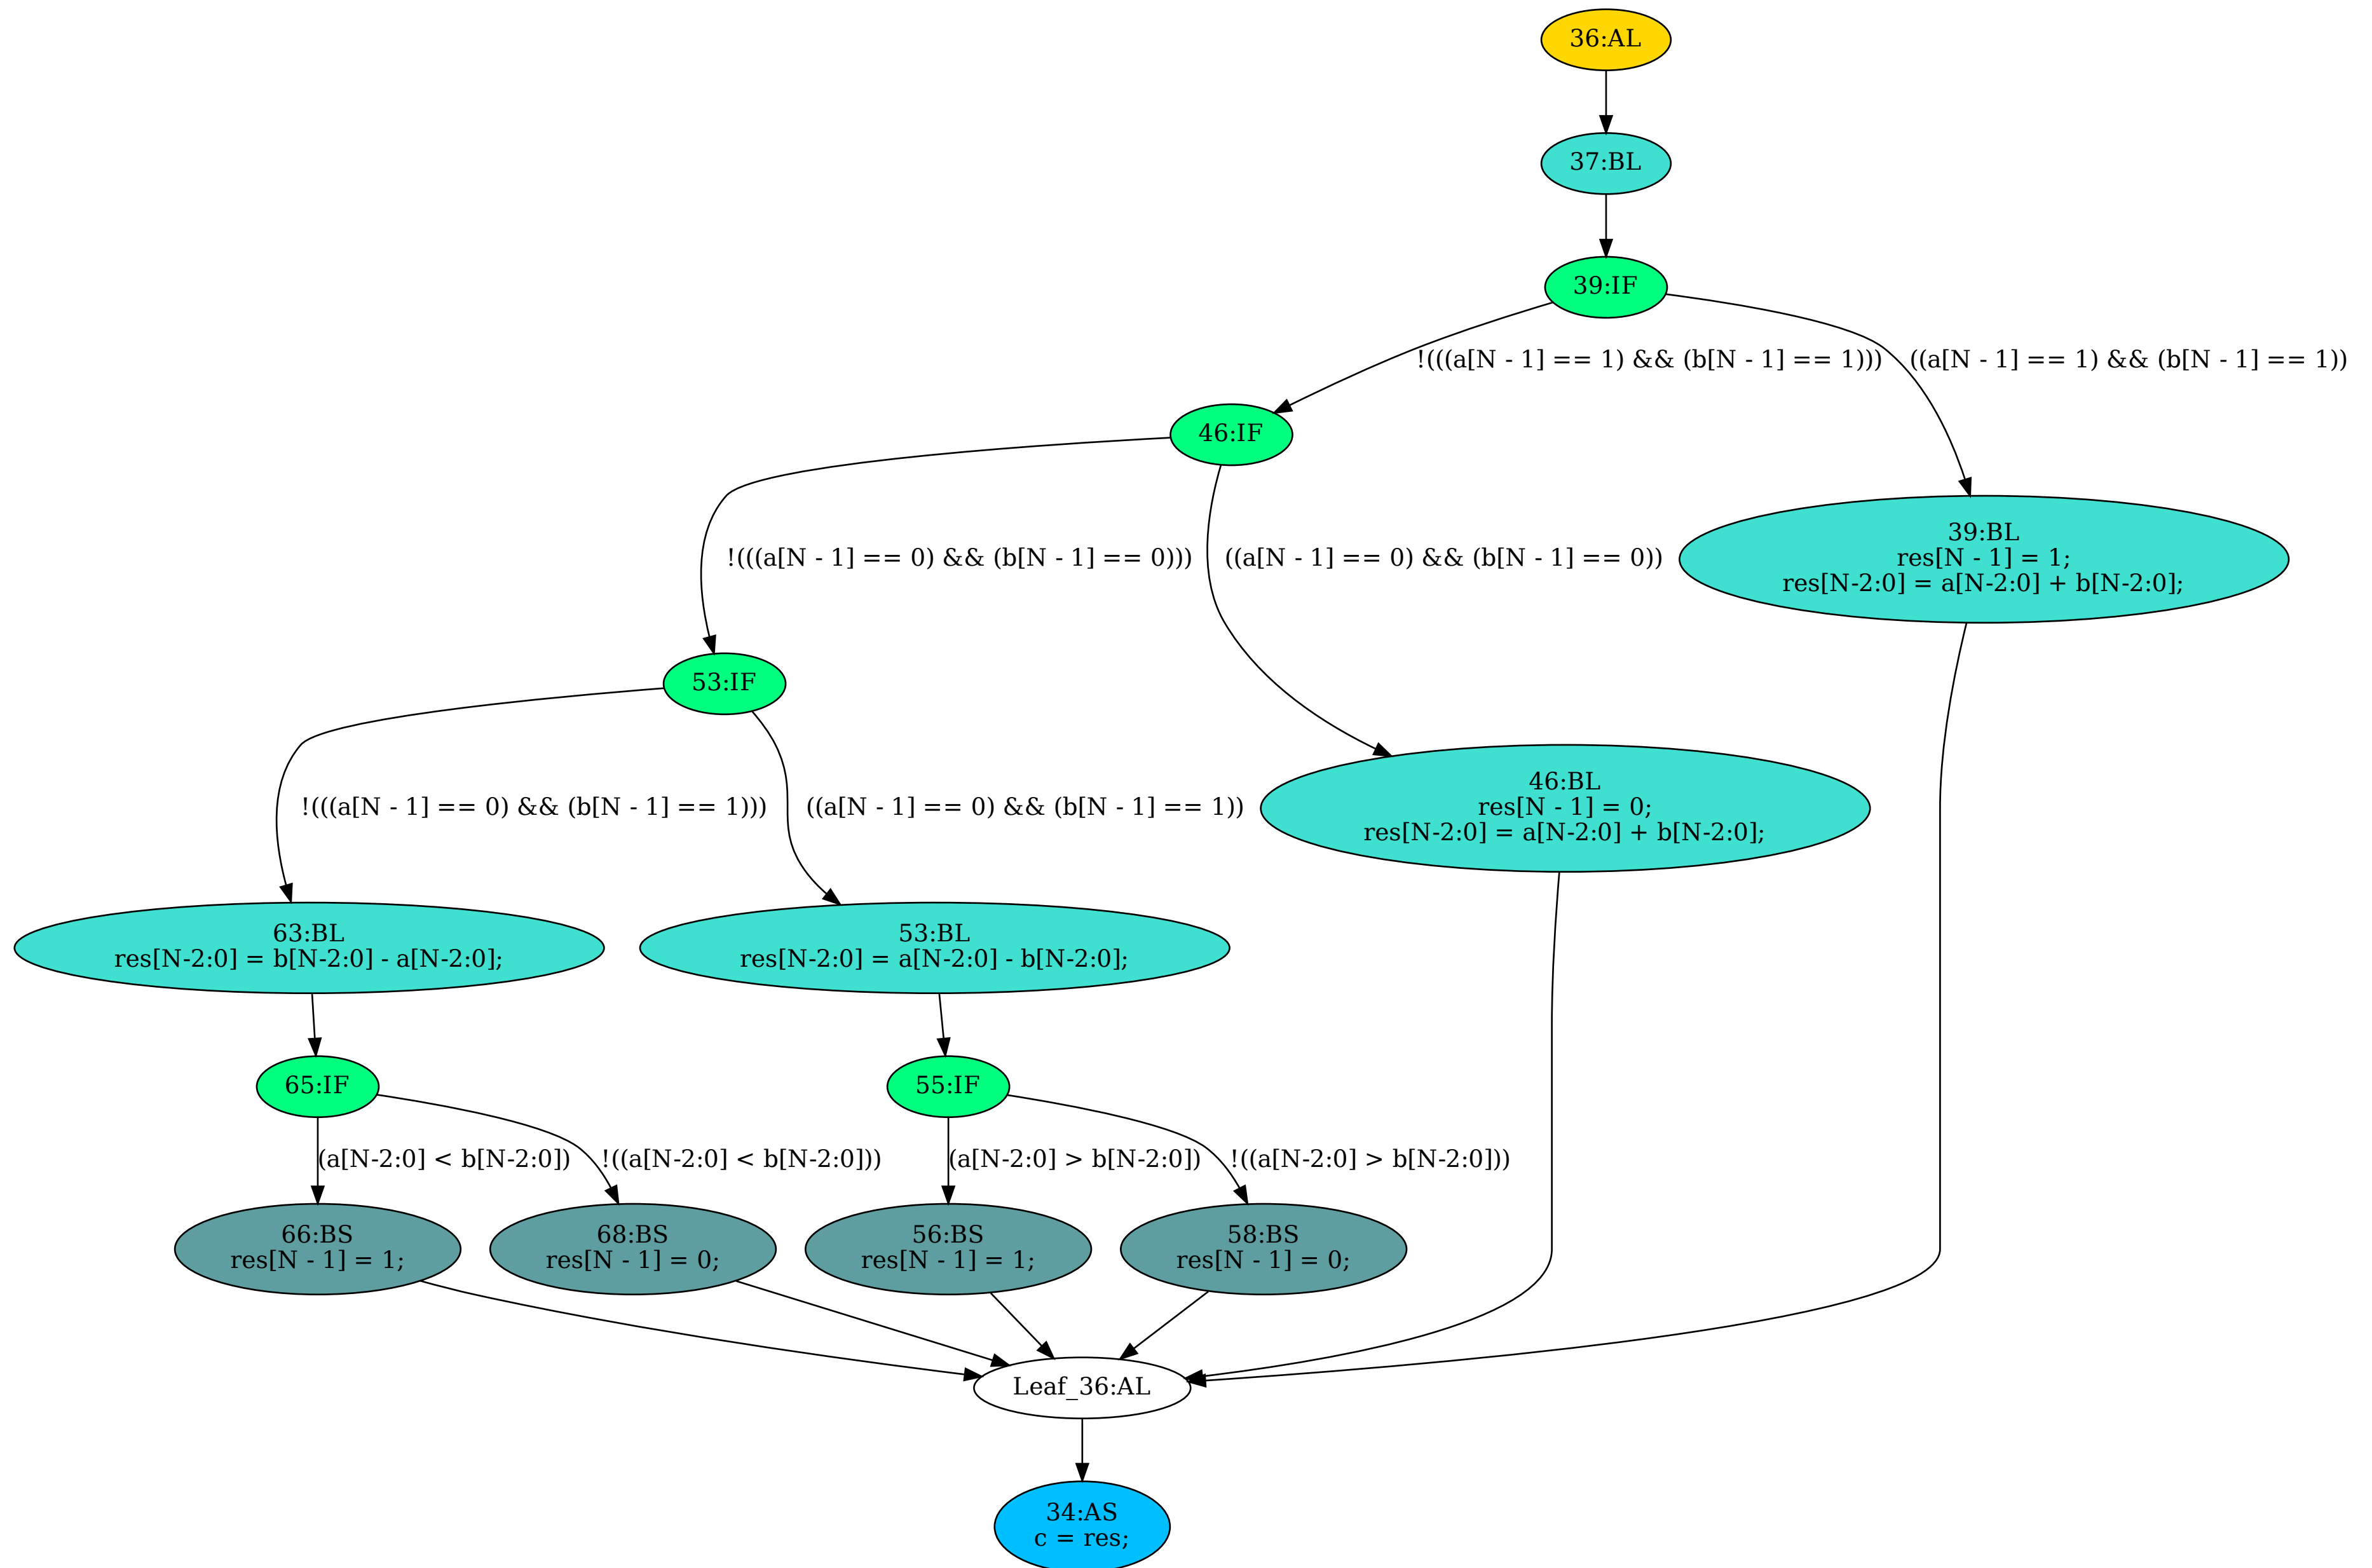 36:AL
37:BL
39:IF
!(((a[N - 1] == 1) && (b[N - 1] == 1)))
((a[N - 1] == 1) && (b[N - 1] == 1))
46:IF
39:BL
res[N - 1] = 1;
res[N-2:0] = a[N-2:0] + b[N-2:0];
!(((a[N - 1] == 0) && (b[N - 1] == 0)))
((a[N - 1] == 0) && (b[N - 1] == 0))
53:IF
46:BL
res[N - 1] = 0;
res[N-2:0] = a[N-2:0] + b[N-2:0];
!(((a[N - 1] == 0) && (b[N - 1] == 1)))
((a[N - 1] == 0) && (b[N - 1] == 1))
63:BL
res[N-2:0] = b[N-2:0] - a[N-2:0];
53:BL
res[N-2:0] = a[N-2:0] - b[N-2:0];
65:IF
55:IF
(a[N-2:0] < b[N-2:0])
!((a[N-2:0] < b[N-2:0]))
(a[N-2:0] > b[N-2:0])
!((a[N-2:0] > b[N-2:0]))
66:BS
res[N - 1] = 1;
68:BS
res[N - 1] = 0;
56:BS
res[N - 1] = 1;
58:BS
res[N - 1] = 0;
Leaf_36:AL
34:AS
c = res;